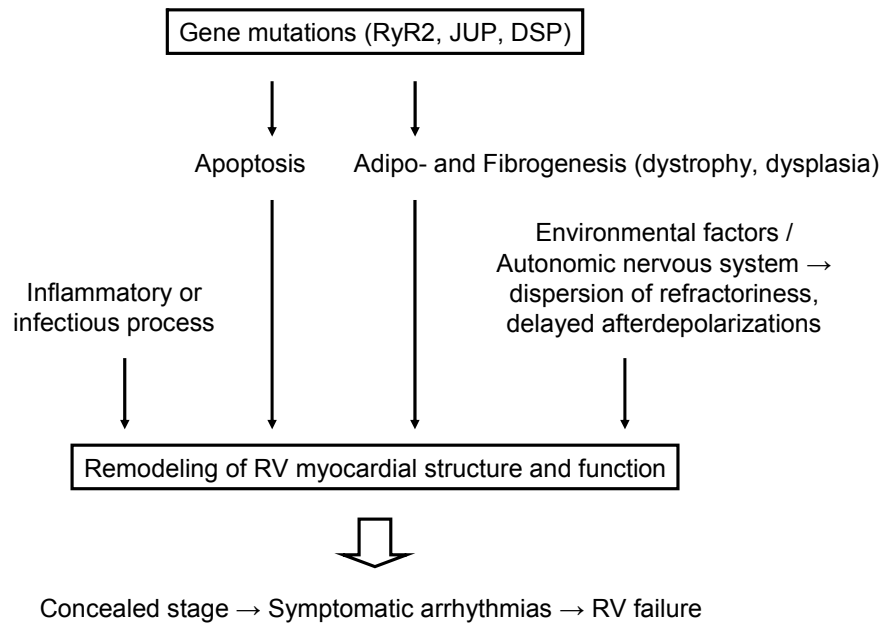 Gene mutations (RyR2, JUP, DSP)
Apoptosis
Adipo- and Fibrogenesis (dystrophy, dysplasia)
Inflammatory or
infectious process
Environmental factors /
Autonomic nervous system →
dispersion of refractoriness,
delayed afterdepolarizations
Remodeling of RV myocardial structure and function
Concealed stage → Symptomatic arrhythmias → RV failure